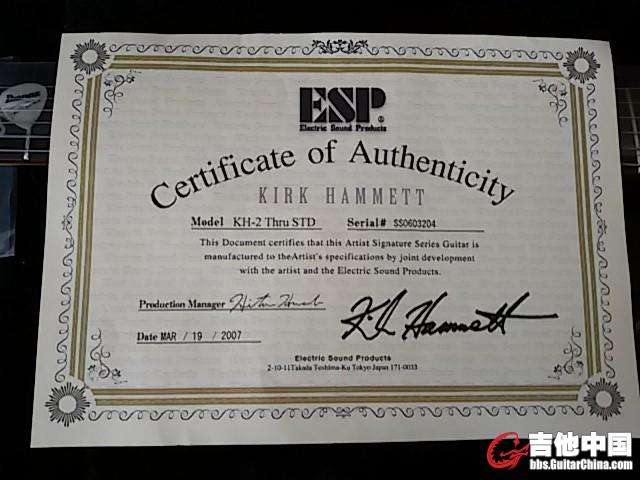 ESP
Electric Sound Products
Certificate of Authenticity
KIRK HAMMETT
Model KH-2 Thru STD Serial# SS0603204
This Document certifies that this Artist Signature Series Guitar is
manufactured to theArtist's specifications by joint development
with the artist and the Electric Sound Products.
Production Manager
Kirk Hammett
Date MAR / 19 / 2007
Electric Sound Products
2-10-11Takada Toshima-Ku Tokyo Japan 171-0033
吉他中国
bbs.GuitarChina.com